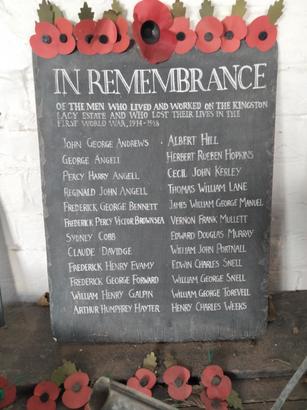 IN REMEMBRANCE
OF THE MEN WHO LIVED AND WORKED ON THE KINGSTON
LACY ESTATE AND WHO LOST THEIR LIVES IN THE
FIRST WORLD WAR, 1914-1918
JOHN GEORGE ANDREWS
GEORGE ANGELL
PERCY HARRY ANGELL
REGINALD JOHN ANGELL
FREDERICK GEORGE BENNETT
FREDERICK PERCY VICTOR BROWNSEA
SYDNEY COBB
CLAUDE DAVIDGE
FREDERICK HENRY EVAMY
FREDERICK GEORGE FORWARD
WILLIAM HENRY GALPIN
ARTHUR HUMPHREY HAYTER
ALBERT HILL
HERBERT RUEBEN HOPKINS
CECIL JOHN KERLEY
THOMAS WILLIAM LANE
JAMES WILLIAM GEORGE MANUEL
VERNON FRANK MULLETT
EDWARD DOUGLAS MURRAY
WILLIAM JOHN PORTNALL
EDWIN CHARLES SNELL
WILLIAM GEORGE SNELL
WILLIAM GEORGE TOREVELL
HENRY CHARLES WEEKS